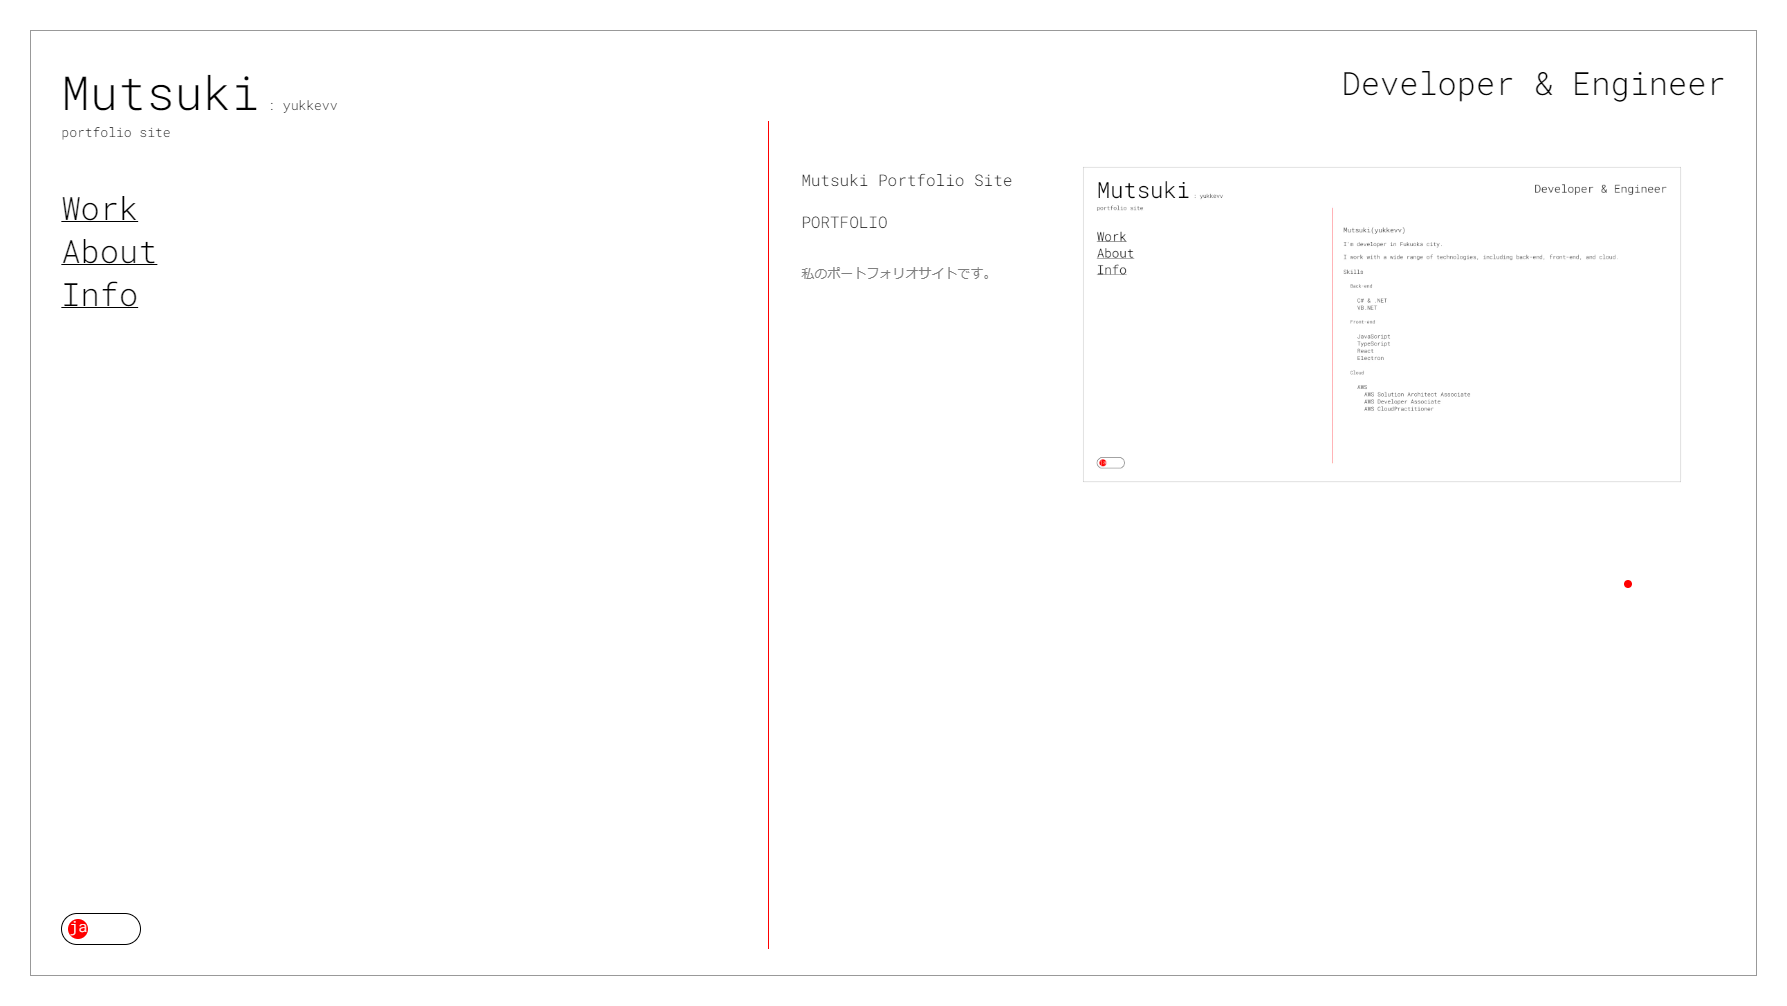 Mutsuki : yukkevv
portfolio site
Developer & Engineer
Work
About
Info
Mutsuki Portfolio Site
PORTFOLIO
私のポートフォリオサイトです。
Mutsuki : yukkevv
portfolio site
Developer & Engineer
Work
About
Info
Mutsuki(yukkevv)
I'm developer in Fukuoka city.
I work with a wide range of technologies, including back-end, front-end, and cloud.
Skills
Back-end
C# & .NET
VB.NET
Front-end
JavaScript
TypeScript
React
Electron
Cloud
AWS
AWS Solution Architect Associate
AWS Developer Associate
AWS CloudPractitioner
ja
ja